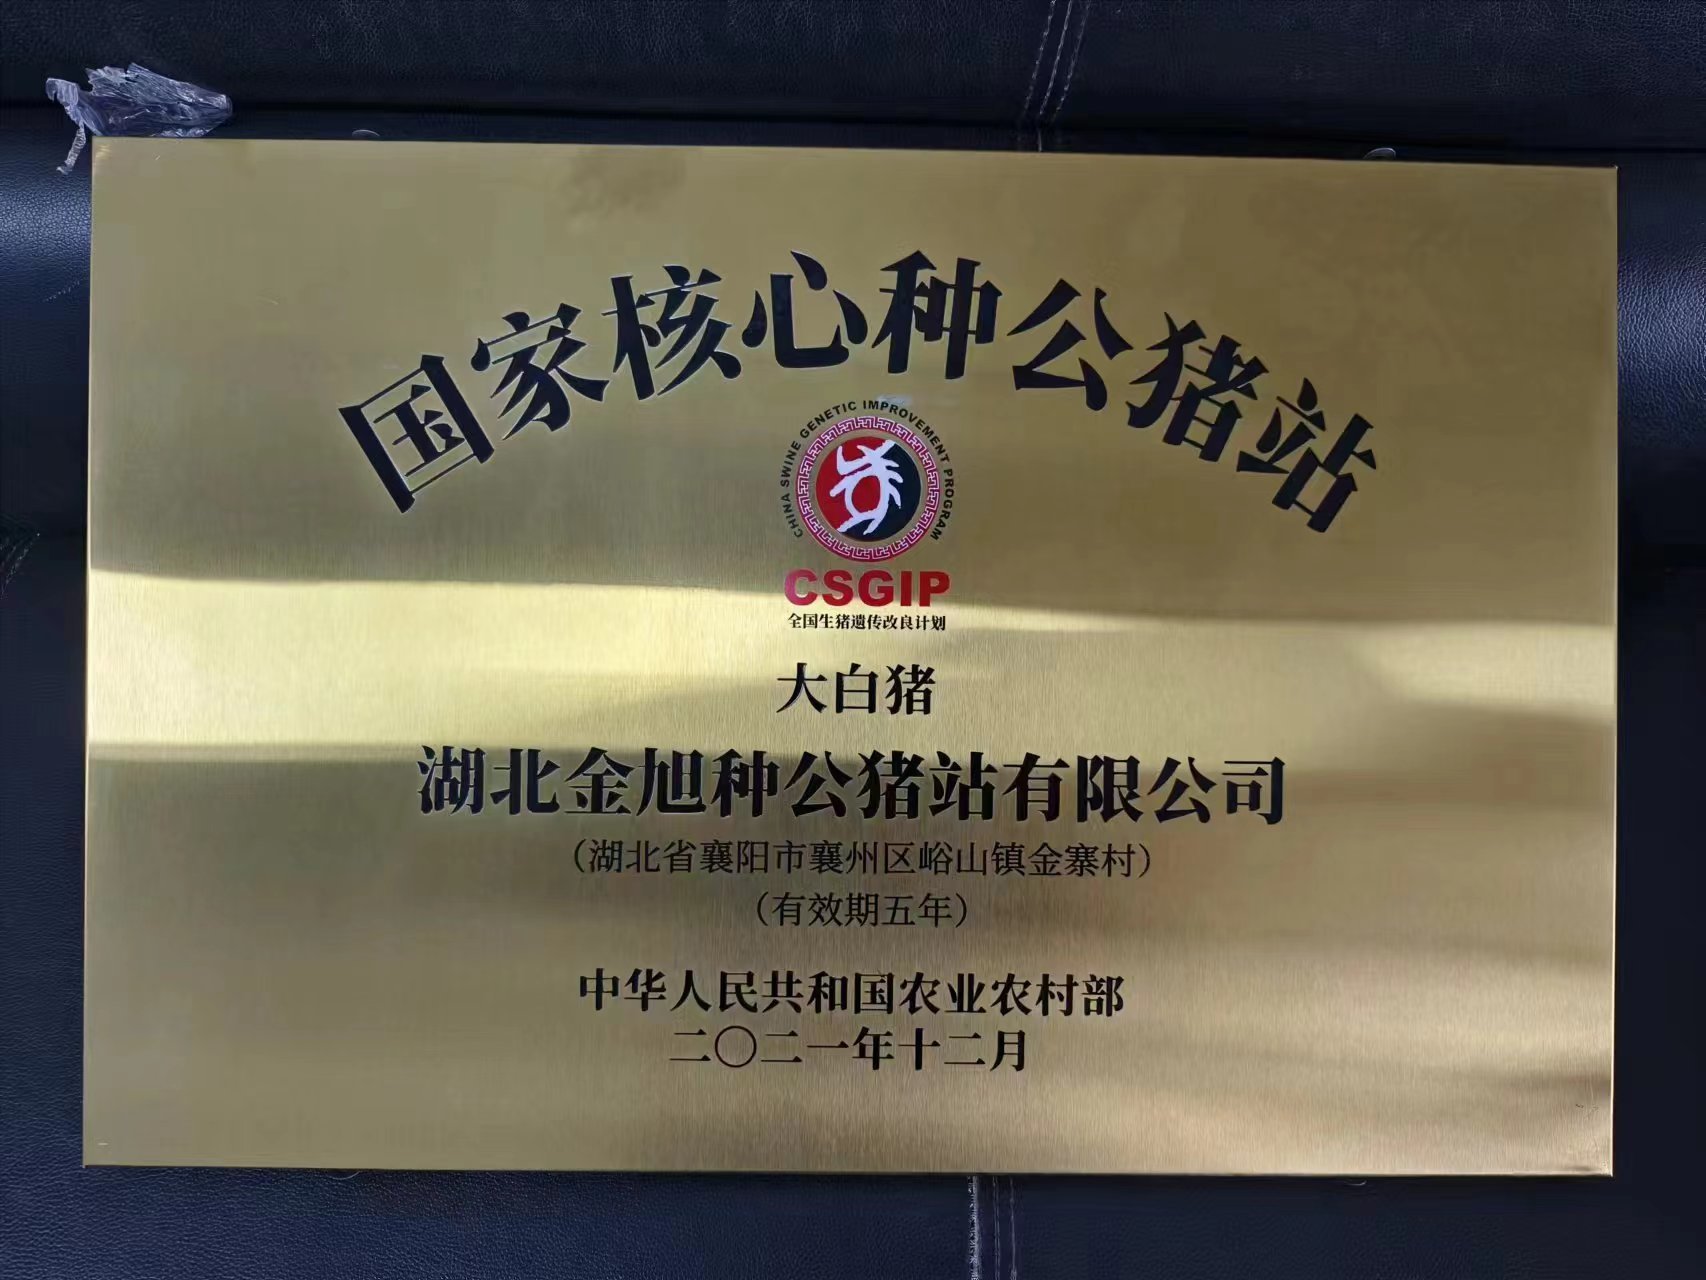 国家核心种公猪站
CHINA SWINE GENETIC IMPROVEMENT PROGRAM
CSGIP
全国生猪遗传改良计划
大白猪
湖北金旭种公猪站有限公司
（湖北省襄阳市襄州区峪山镇金寨村）
（有效期五年）
中华人民共和国农业农村部
二〇二一年十二月